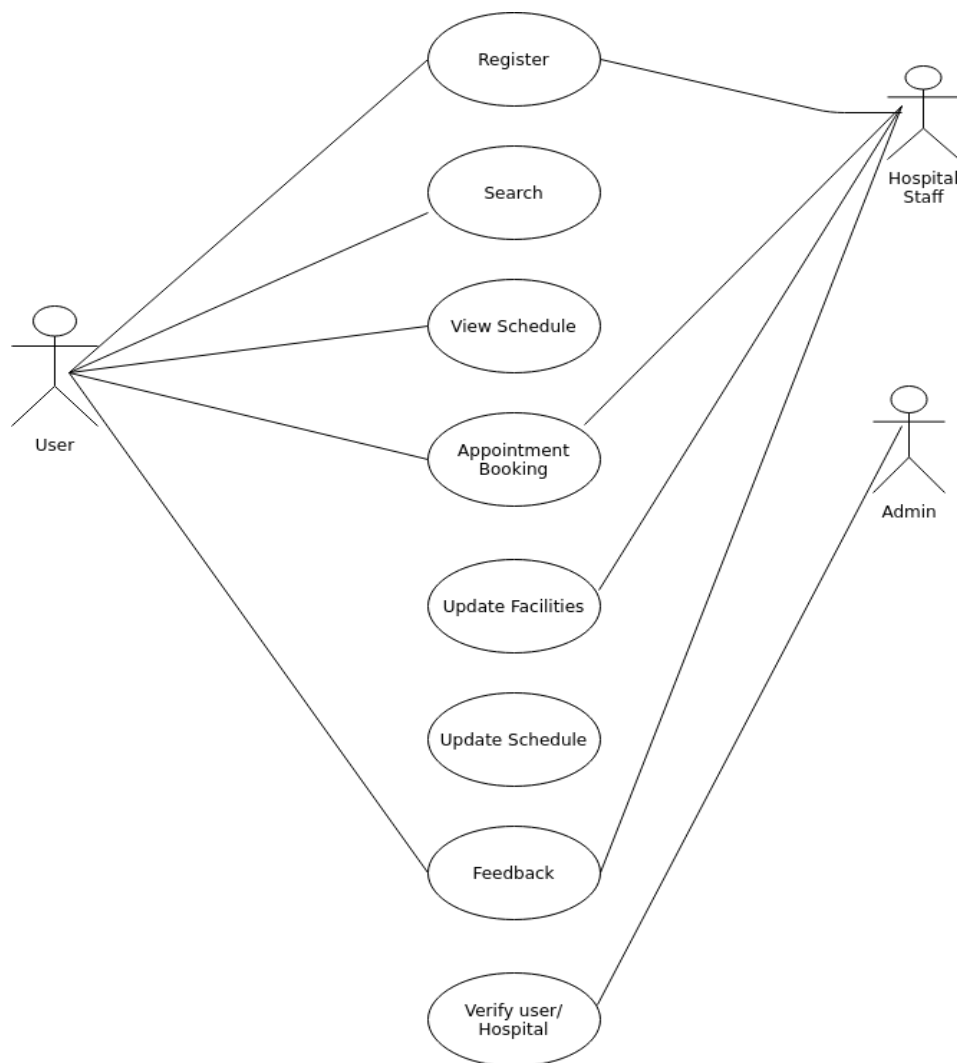 Register
Hospital
Staff
Search
View Schedule
User
Appointment
Booking
Admin
Update Facilities
Update Schedule
Feedback
Verify user/
Hospital